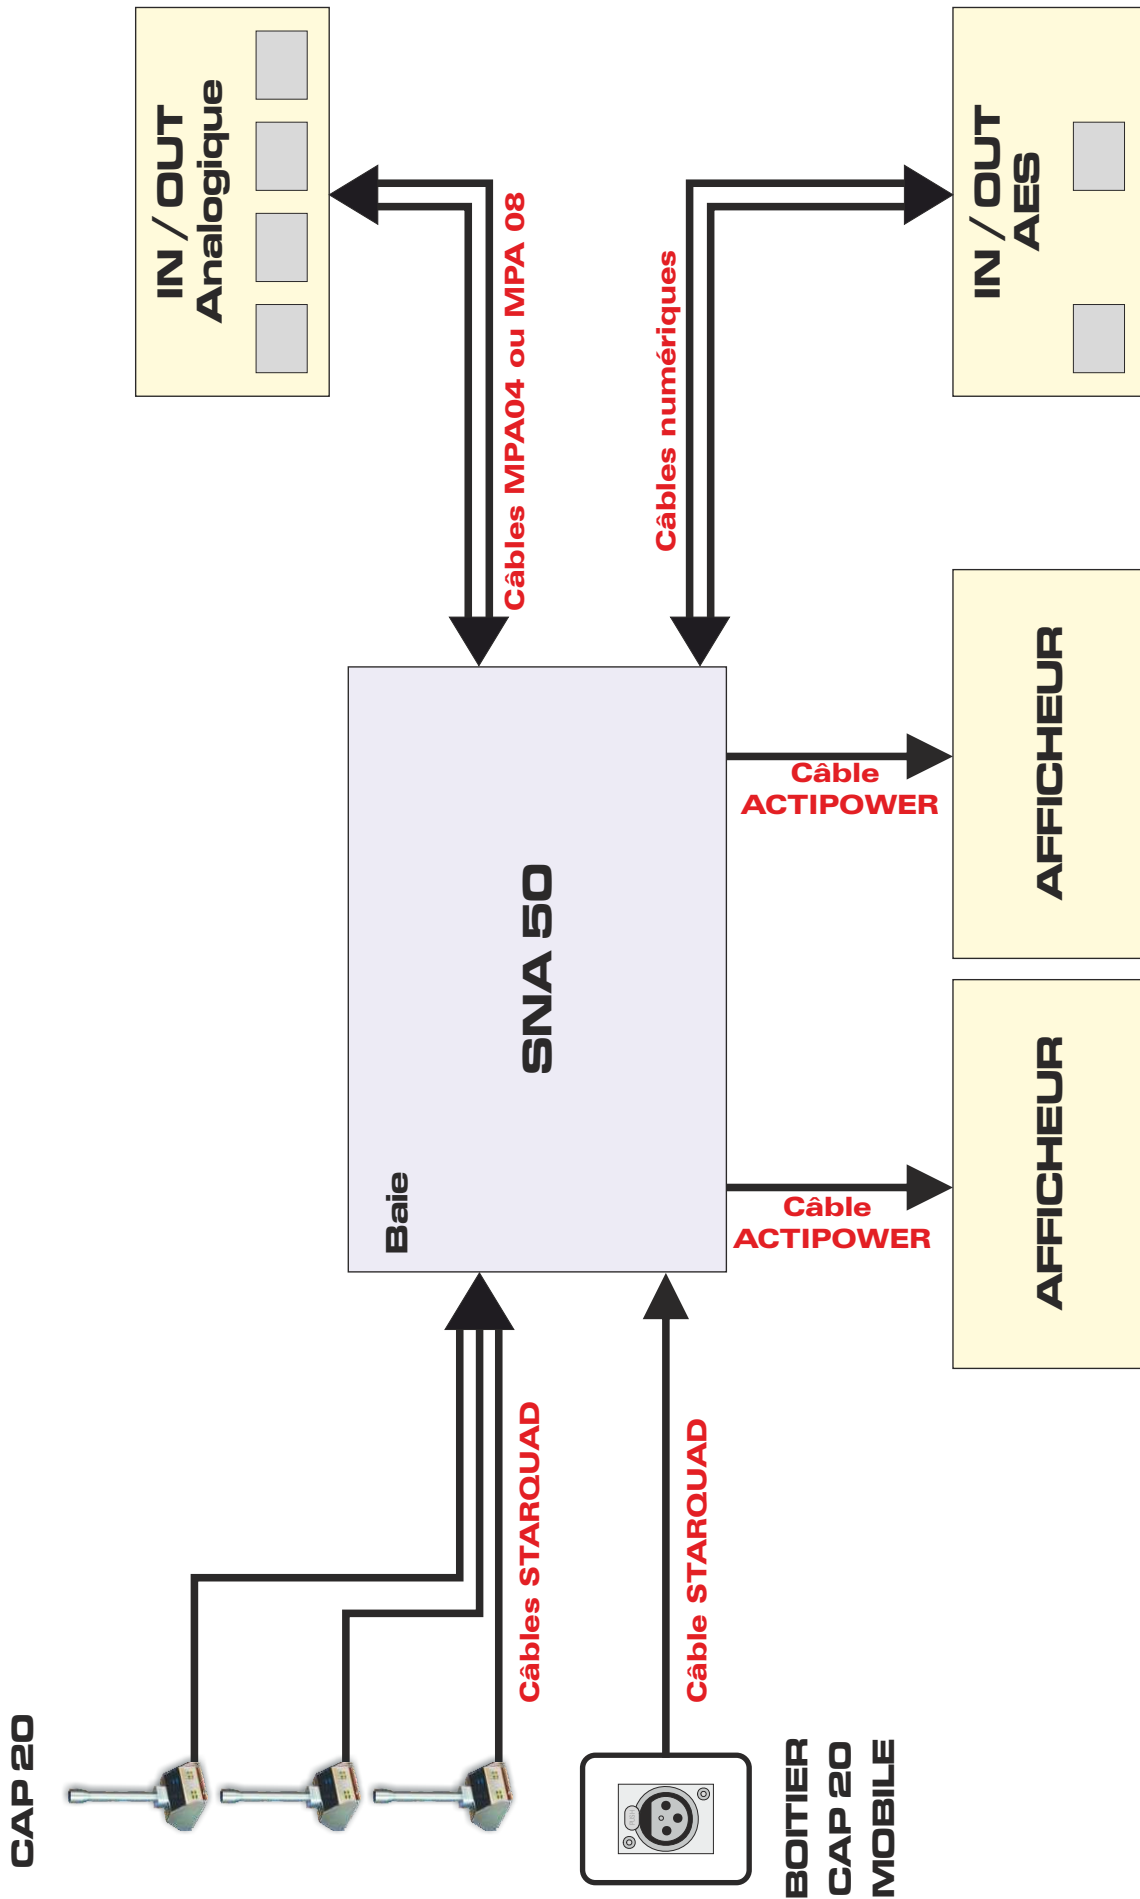 CAP 20
Câbles STARQUAD
BOITIER
CAP 20
MOBILE
PUSH
Câble STARQUAD
Baie
SNA 50
Câble
ACTIPOWER
AFFICHEUR
Câble
ACTIPOWER
AFFICHEUR
Câbles MPA04 ou MPA 08
IN / OUT
Analogique
Câbles numériques
IN / OUT
AES